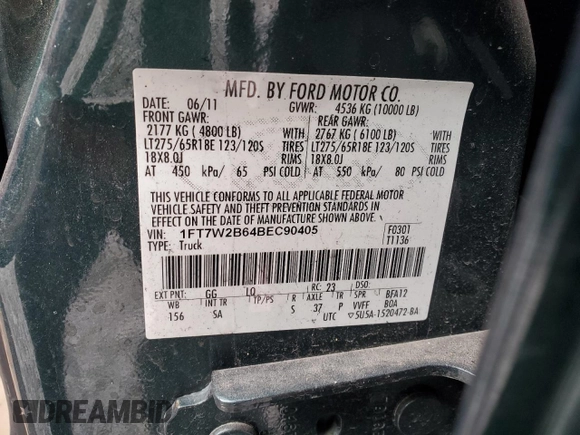 MFD. BY FORD MOTOR CO.
DATE: 06/11 GVWR: 4536 KG (10000 LB)
FRONT GAWR: REAR GAWR:
2177 KG ( 4800 LB) WITH 2767 KG ( 6100 LB) WITH
LT275/65R18E 123/120S TIRES LT275/65R18E 123/120S TIRES
18X8.0J RIMS 18X8.0J RIMS
AT 450 kPa/ 65 PSI COLD AT 550 kPa/ 80 PSI COLD
THIS VEHICLE CONFORMS TO ALL APPLICABLE FEDERAL MOTOR
VEHICLE SAFETY AND THEFT PREVENTION STANDARDS IN
EFFECT ON THE DATE OF MANUFACTURE SHOWN ABOVE.
VIN: 1FT7W2B64BEC90405 F0301
TYPE: Truck T1136
EXT PNT: GG LQ RC: 23 DSO:
WB INT TR TP/PS R AXLE TR SPR BFA12
156 SA S 37 P VVFF BOA
UTC 5U5A-1520472-BA
DREAMBID